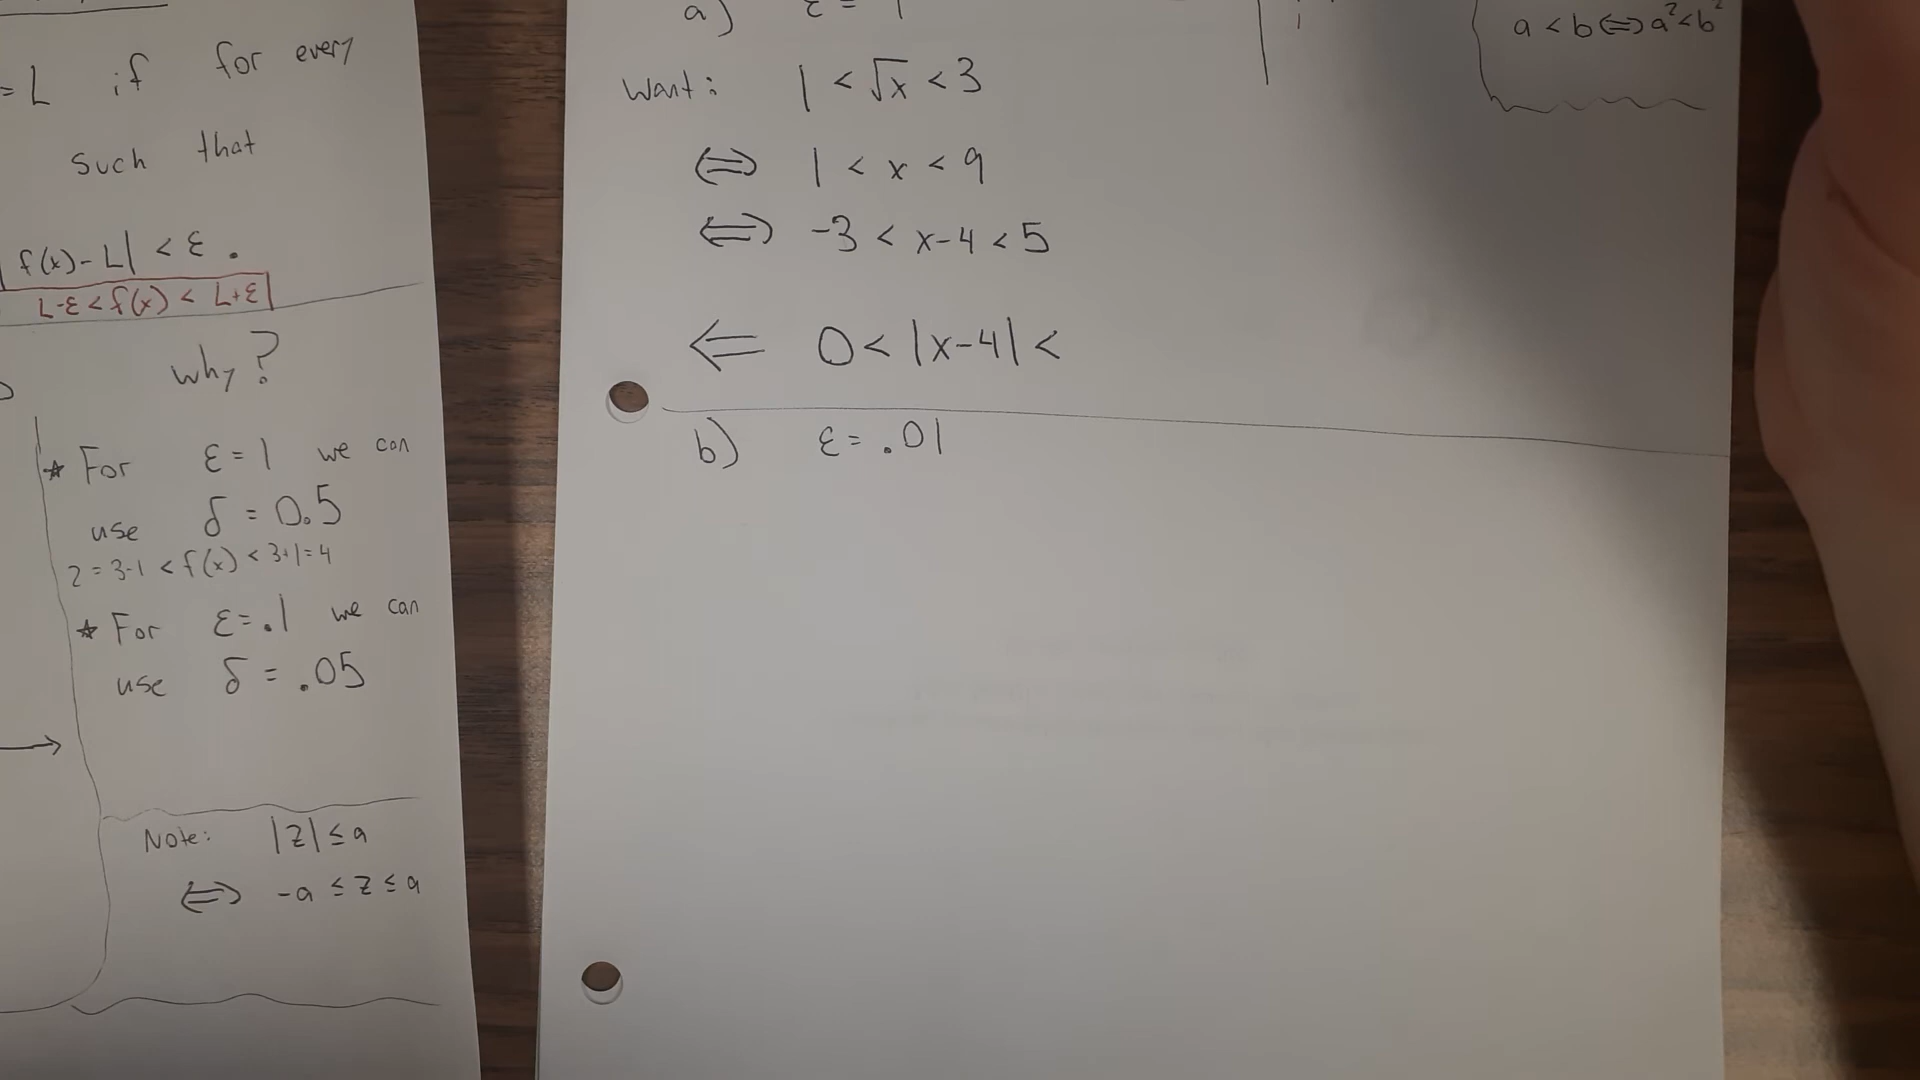 = L if for every
such that
f(x)-L| < ε.
L-ε < f(x) < L+ε
why?
* For ε = 1 we can
use δ = 0.5
2 = 3-1 < f(x) < 3+1 = 4
* For ε = .1 we can
use δ = .05
Note: |z| ≤ a
⟺ -a ≤ z ≤ a
a) ε = 1
a < b ⟺ a² < b²
Want: 1 < √x < 3
⟺ 1 < x < 9
⟺ -3 < x-4 < 5
⟸ 0 < |x-4| <
b) ε = .01